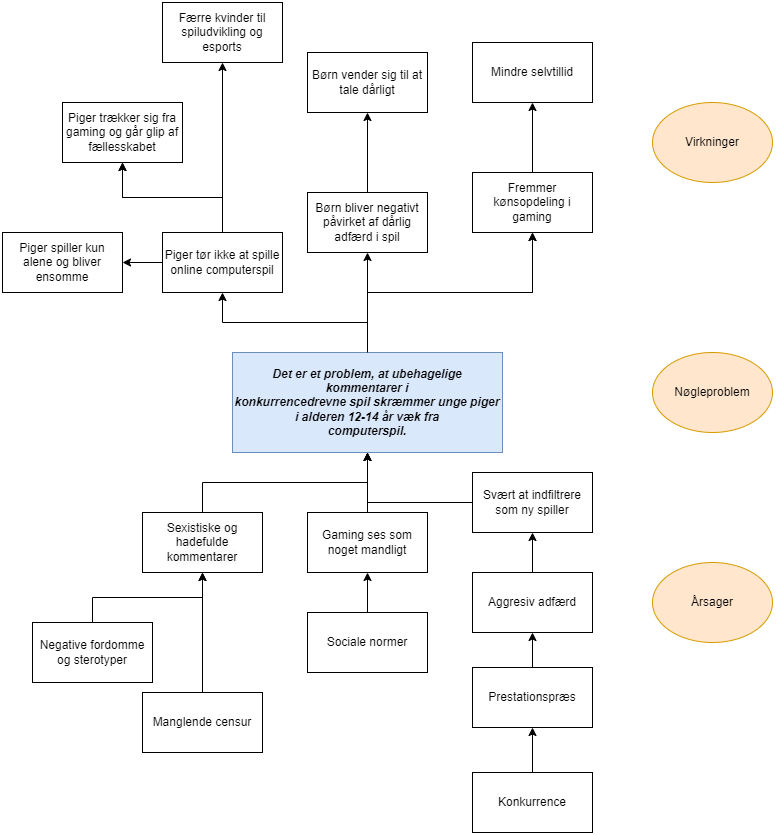 Færre kvinder til
spiludvikling og
esports
Børn vender sig til at
tale dårligt
Mindre selvtillid
Piger trækker sig fra
gaming og går glip af
fællesskabet
Virkninger
Fremmer
kønsopdeling i
gaming
Børn bliver negativt
påvirket af dårlig
adfærd i spil
Piger spiller kun
alene og bliver
ensomme
Piger tør ikke at spille
online computerspil
Det er et problem, at ubehagelige
kommentarer i
konkurrencedrevne spil skræmmer unge piger
i alderen 12-14 år væk fra
computerspil.
Nøgleproblem
Svært at indfiltrere
som ny spiller
Sexistiske og
hadefulde
kommentarer
Gaming ses som
noget mandligt
Aggresiv adfærd
Årsager
Negative fordomme
og sterotyper
Sociale normer
Prestationspræs
Manglende censur
Konkurrence